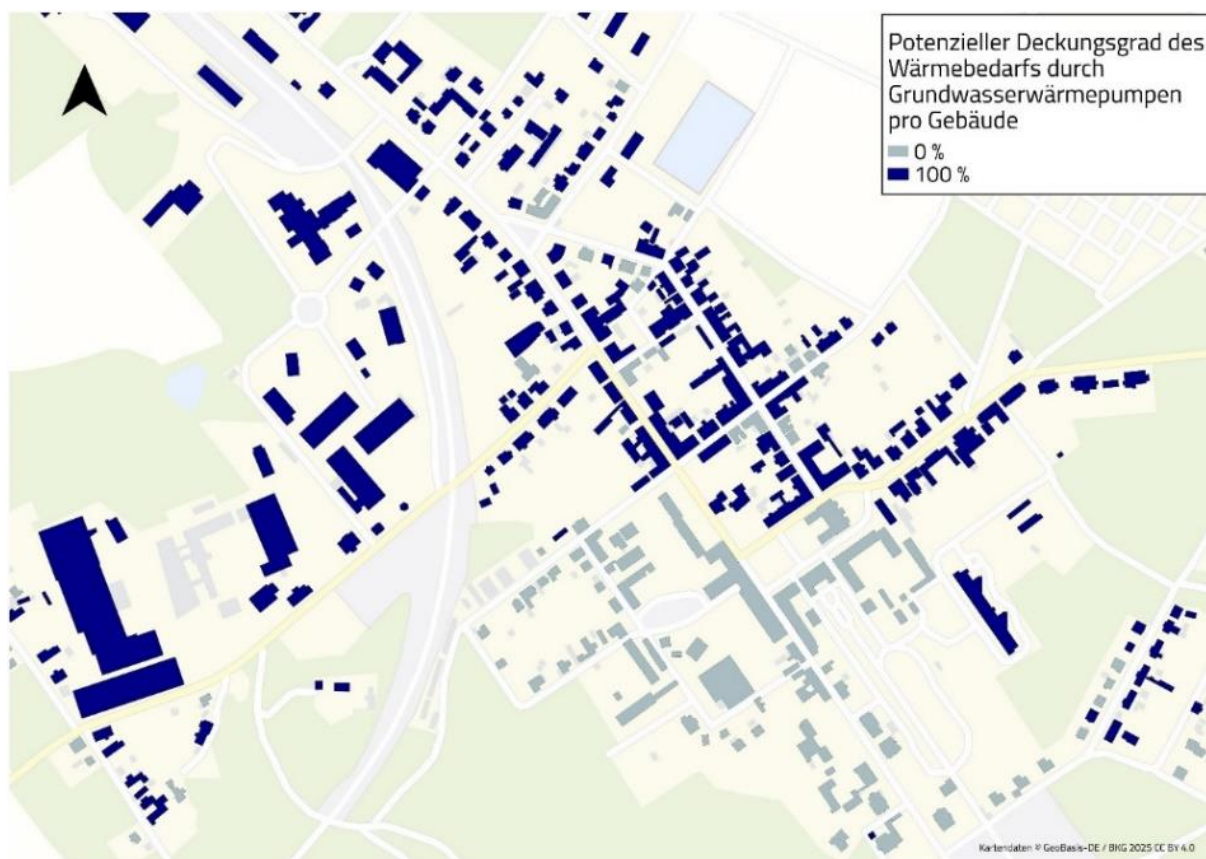 Potenzieller Deckungsgrad des
Wärmebedarfs durch
Grundwasserwärmepumpen
pro Gebäude
0 %
100 %
Kartendaten © GeoBasis-DE / BKG 2025 CC BY 4.0